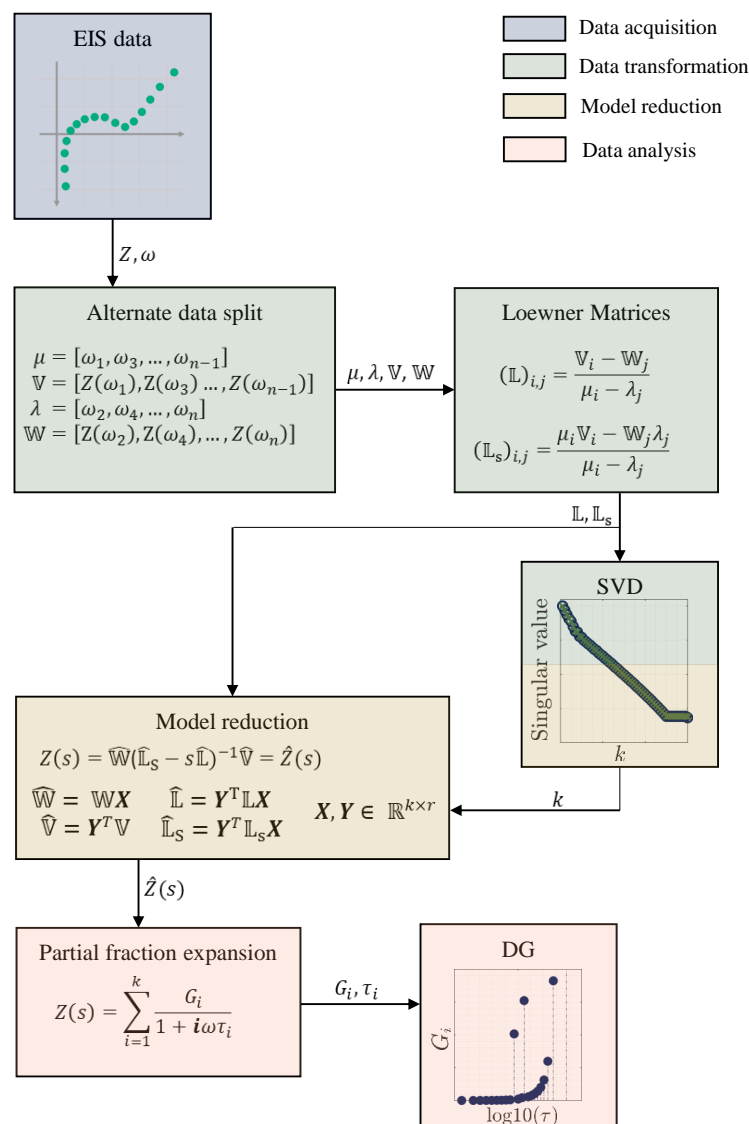 EIS data
Data acquisition
Data transformation
Model reduction
Data analysis
Z, ω
Alternate data split
μ = [ω₁, ω₃, …, ωₙ₋₁]
𝕍 = [Z(ω₁), Z(ω₃) …, Z(ωₙ₋₁)]
λ = [ω₂, ω₄, …, ωₙ]
𝕎 = [Z(ω₂), Z(ω₄), …, Z(ωₙ)]
μ, λ, 𝕍, 𝕎
Loewner Matrices
(𝕃)ᵢ,ⱼ = (𝕍ᵢ − 𝕎ⱼ) / (μᵢ − λⱼ)
(𝕃ₛ)ᵢ,ⱼ = (μᵢ𝕍ᵢ − 𝕎ⱼλⱼ) / (μᵢ − λⱼ)
𝕃, 𝕃ₛ
SVD
Singular value
k
Model reduction
Z(s) = 𝕎̂(𝕃̂_S − s𝕃̂)⁻¹𝕍̂ = Ẑ(s)
𝕎̂ = 𝕎X 𝕃̂ = Yᵀ𝕃X
𝕍̂ = Yᵀ𝕍 𝕃̂_S = Yᵀ𝕃ₛX
X, Y ∈ ℝ^{k×r}
k
Ẑ(s)
Partial fraction expansion
Z(s) = ∑_{i=1}^{k} Gᵢ / (1 + iωτᵢ)
Gᵢ, τᵢ
DG
Gᵢ
log10(τ)